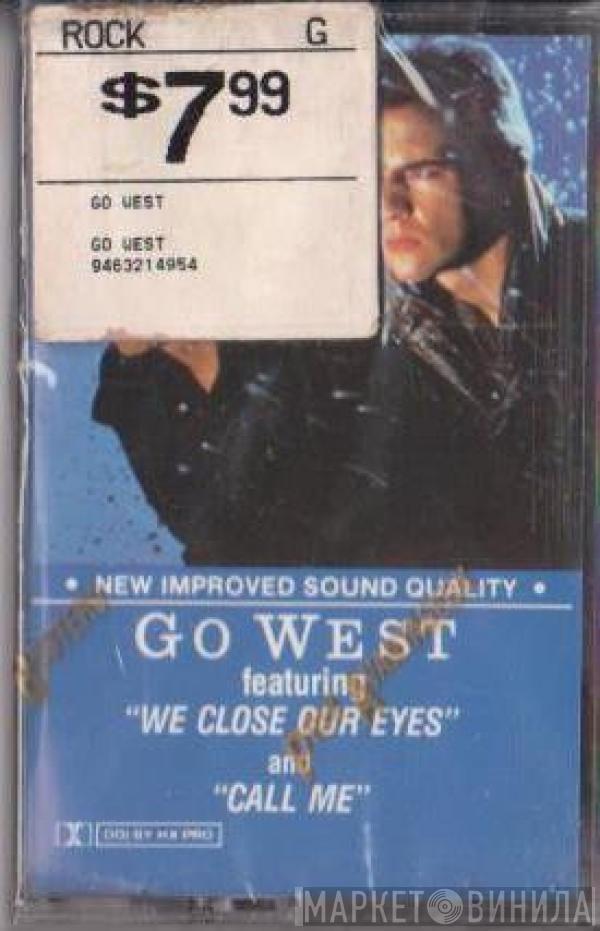 ROCK G
$7.99
GO WEST
GO WEST
9463214954
• NEW IMPROVED SOUND QUALITY •
GO WEST
featuring
"WE CLOSE OUR EYES"
and
"CALL ME"
DOLBY HX PRO
МАРКЕТ ВИНИЛА